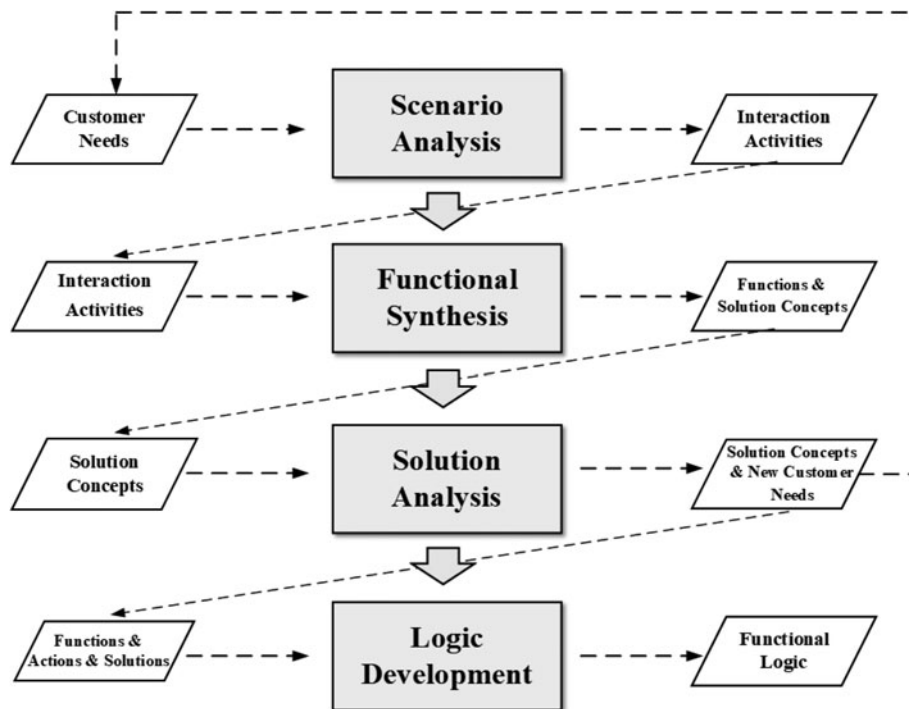 Customer
Needs
Scenario
Analysis
Interaction
Activities
Interaction
Activities
Functional
Synthesis
Functions &
Solution Concepts
Solution
Concepts
Solution
Analysis
Solution Concepts
& New Customer
Needs
Functions &
Actions & Solutions
Logic
Development
Functional
Logic